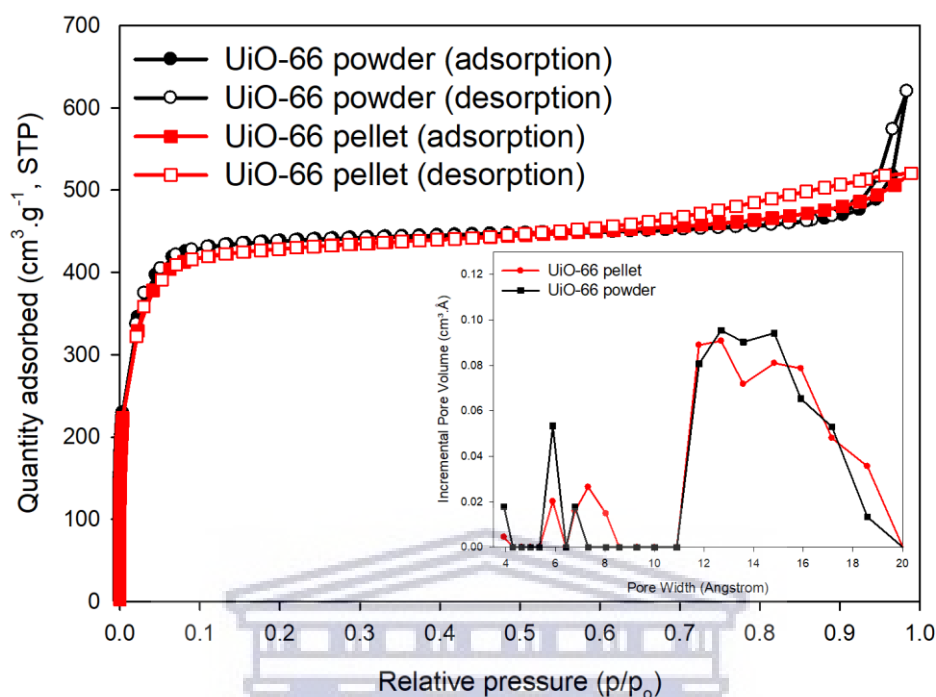 700
600
500
400
300
200
100
0
Quantity adsorbed (cm³.g⁻¹, STP)
UiO-66 powder (adsorption)
UiO-66 powder (desorption)
UiO-66 pellet (adsorption)
UiO-66 pellet (desorption)
0.12
0.10
0.08
0.06
0.04
0.02
0.00
Incremental Pore Volume (cm³.Å)
UiO-66 pellet
UiO-66 powder
4 6 8 10 12 14 16 18 20
Pore Width (Angstrom)
0.0 0.1 0.2 0.3 0.4 0.5 0.6 0.7 0.8 0.9 1.0
Relative pressure (p/pₒ)